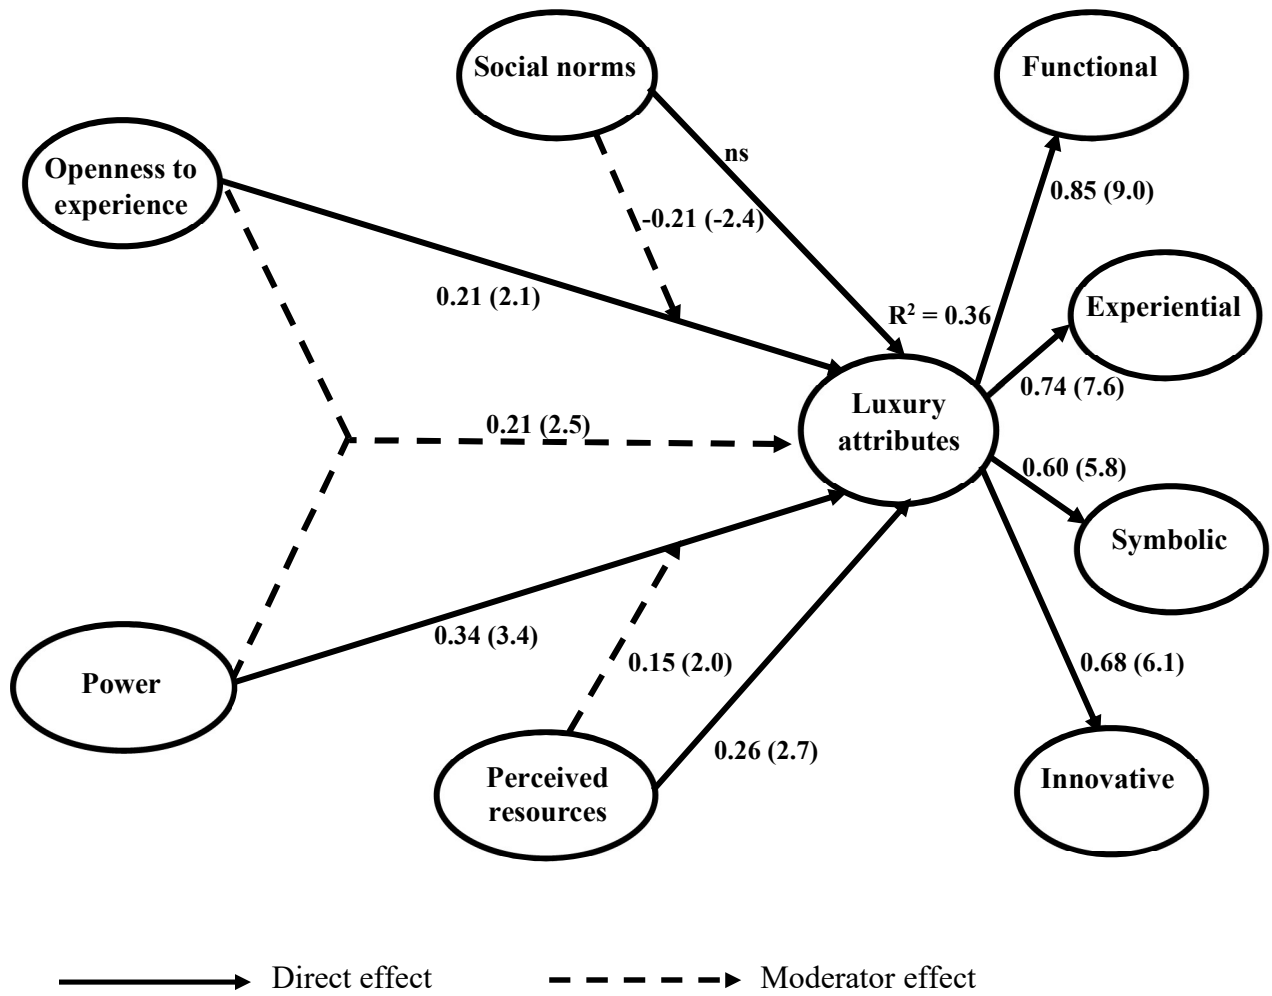 Social norms
Functional
Openness to
experience
ns
0.85 (9.0)
-0.21 (-2.4)
0.21 (2.1)
R² = 0.36
Experiential
0.74 (7.6)
Luxury
attributes
0.21 (2.5)
0.60 (5.8)
Symbolic
0.34 (3.4)
0.15 (2.0)
0.68 (6.1)
Power
0.26 (2.7)
Perceived
resources
Innovative
Direct effect
Moderator effect